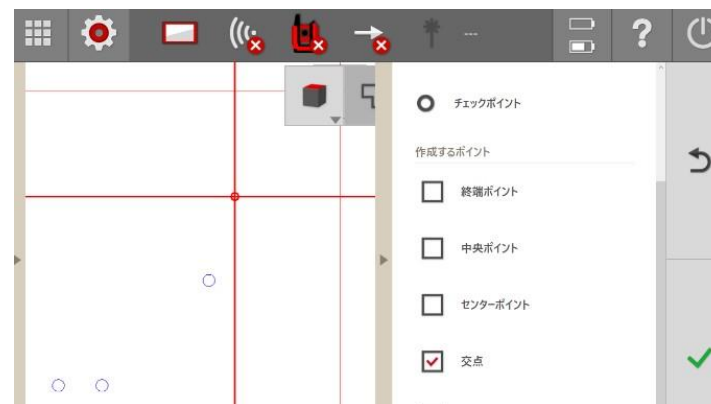 ---
?
チェックポイント
作成するポイント
終端ポイント
中央ポイント
センターポイント
交点